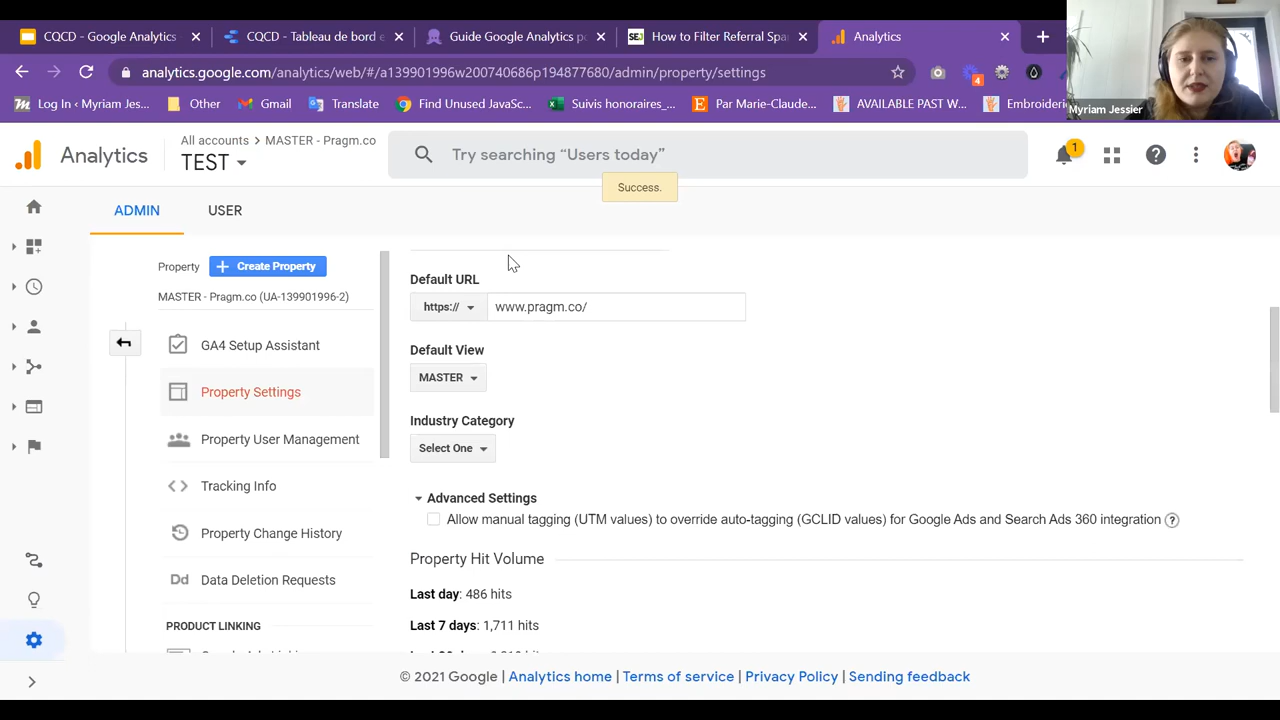 CQCD - Google Analytics
CQCD - Tableau de bord e
Guide Google Analytics po
SEJ
How to Filter Referral Spa
Analytics
analytics.google.com/analytics/web/#/a139901996w200740686p194877680/admin/property/settings
4
Log In ‹ Myriam Jes...
Other
Gmail
Translate
Find Unused JavaSc...
Suivis honoraires_...
Par Marie-Claude...
AVAILABLE PAST W...
Embroiderie
Myriam Jessier
Analytics
All accounts > MASTER - Pragm.co
TEST
Try searching “Users today”
1
Success.
ADMIN
USER
Property
Create Property
MASTER - Pragm.co (UA-139901996-2)
GA4 Setup Assistant
Property Settings
Property User Management
Tracking Info
Property Change History
Dd Data Deletion Requests
PRODUCT LINKING
Default URL
https:// www.pragm.co/
Default View
MASTER
Industry Category
Select One
Advanced Settings
Allow manual tagging (UTM values) to override auto-tagging (GCLID values) for Google Ads and Search Ads 360 integration ?
Property Hit Volume
Last day: 486 hits
Last 7 days: 1,711 hits
© 2021 Google | Analytics home | Terms of service | Privacy Policy | Sending feedback